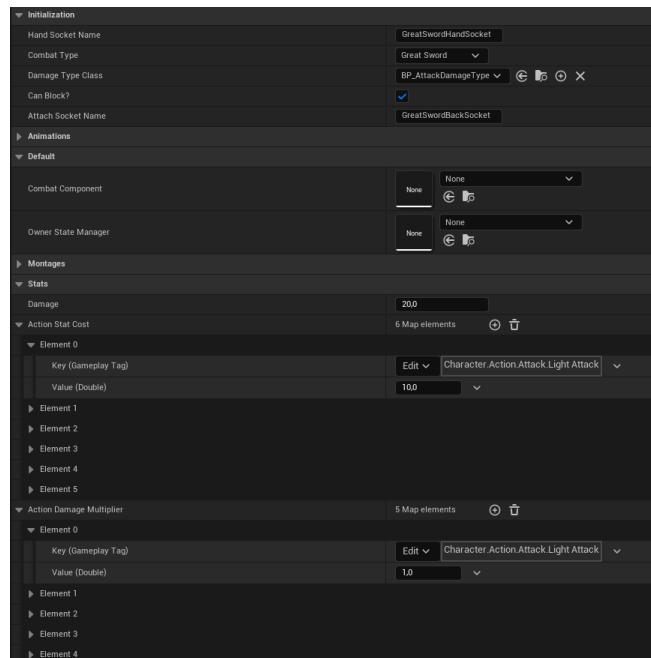 Initialization
Hand Socket Name GreatSwordHandSocket
Combat Type Great Sword
Damage Type Class BP_AttackDamageType
Can Block?
Attach Socket Name GreatSwordBackSocket
Animations
Default
Combat Component None None
Owner State Manager None None
Montages
Stats
Damage 20,0
Action Stat Cost 6 Map elements
Element 0
Key (Gameplay Tag) Edit Character.Action.Attack.Light Attack
Value (Double) 10,0
Element 1
Element 2
Element 3
Element 4
Element 5
Action Damage Multiplier 5 Map elements
Element 0
Key (Gameplay Tag) Edit Character.Action.Attack.Light Attack
Value (Double) 1,0
Element 1
Element 2
Element 3
Element 4